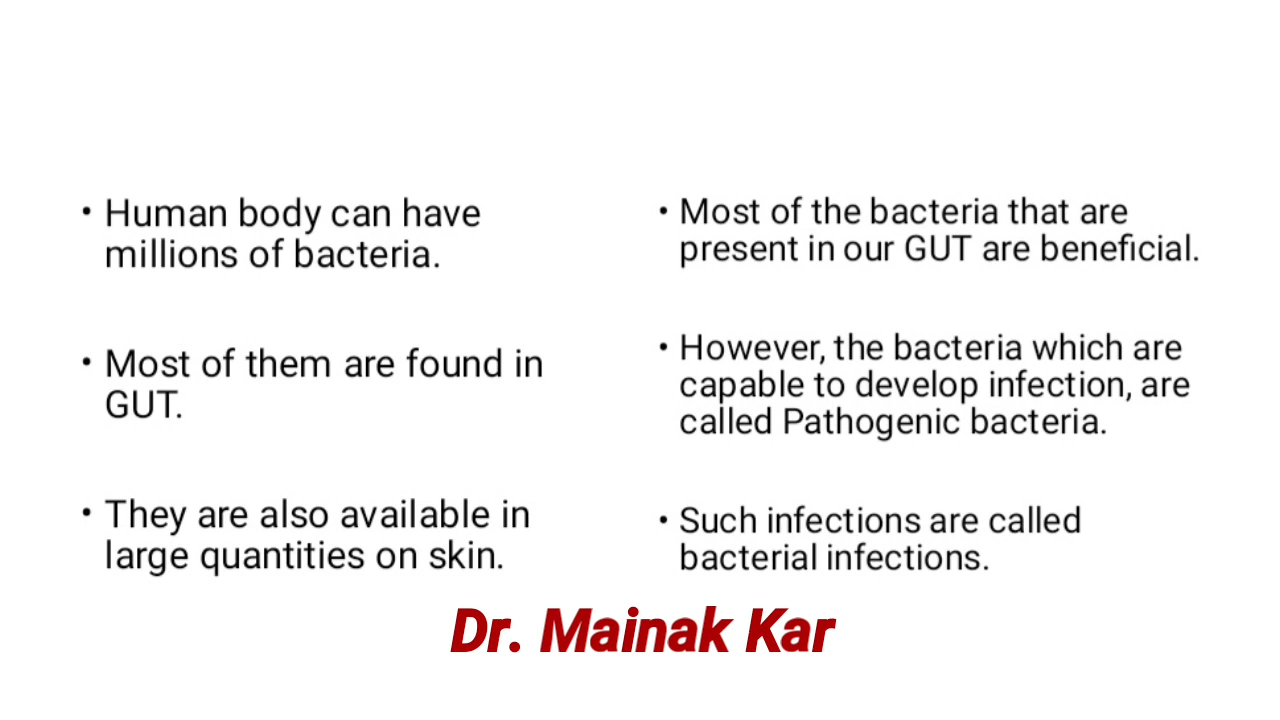 • Human body can have
millions of bacteria.
• Most of them are found in
GUT.
• They are also available in
large quantities on skin.
• Most of the bacteria that are
present in our GUT are beneficial.
• However, the bacteria which are
capable to develop infection, are
called Pathogenic bacteria.
• Such infections are called
bacterial infections.
Dr. Mainak Kar